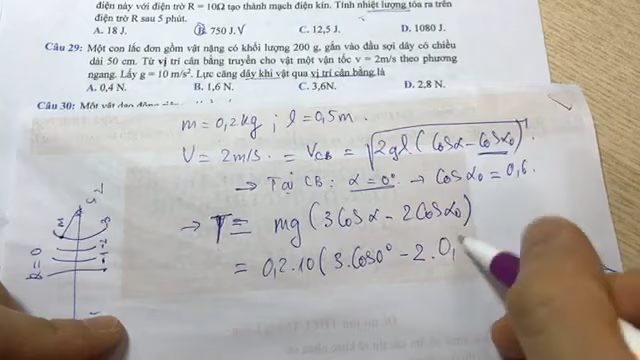 điện này với điện trở R = 10Ω tạo thành mạch điện kín. Tính nhiệt lượng tỏa ra trên
điện trở R sau 5 phút.
A. 18 J. B. 750 J. V C. 12,5 J. D. 1080 J.
Câu 29: Một con lắc đơn gồm vật nặng có khối lượng 200 g, gắn vào đầu sợi dây có chiều
dài 50 cm. Từ vị trí cân bằng truyền cho vật một vận tốc v = 2m/s theo phương
ngang. Lấy g = 10 m/s². Lực căng dây khi vật qua vị trí cân bằng là
A. 0,4 N. B. 1,6 N. C. 3,6N. D. 2,8 N.
Câu 30: Một vật dao động
m = 0,2kg ; l = 0,5m.
V = 2m/s. = V_CB = √2gl(Cosα - Cosα₀).
→ Tại CB: α = 0° → Cosα₀ = 0,6.
→ T = mg(3Cosα - 2Cosα₀)
= 0,2.10(3.Cos0° - 2.0,